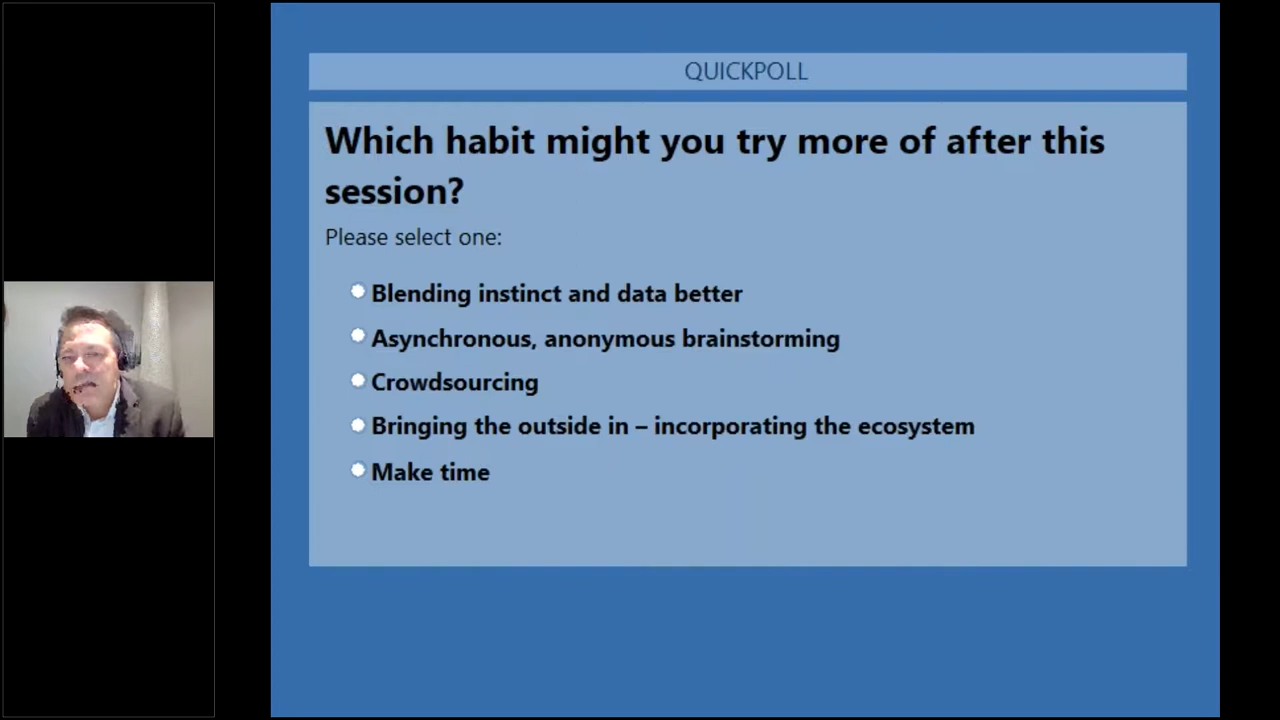 QUICKPOLL
Which habit might you try more of after this
session?
Please select one:
Blending instinct and data better
Asynchronous, anonymous brainstorming
Crowdsourcing
Bringing the outside in – incorporating the ecosystem
Make time